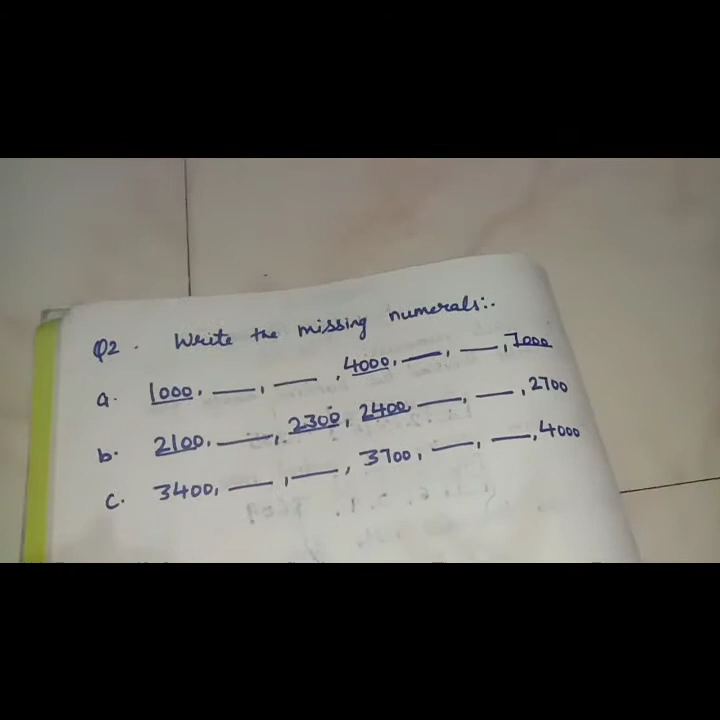 Q2. Write the missing numerals:.
a. 1000, ___, ___, 4000, ___, ___, 7000
b. 2100, ___, 2300, 2400 ___, ___, 2700
c. 3400, ___, ___, 3700, ___, ___, 4000